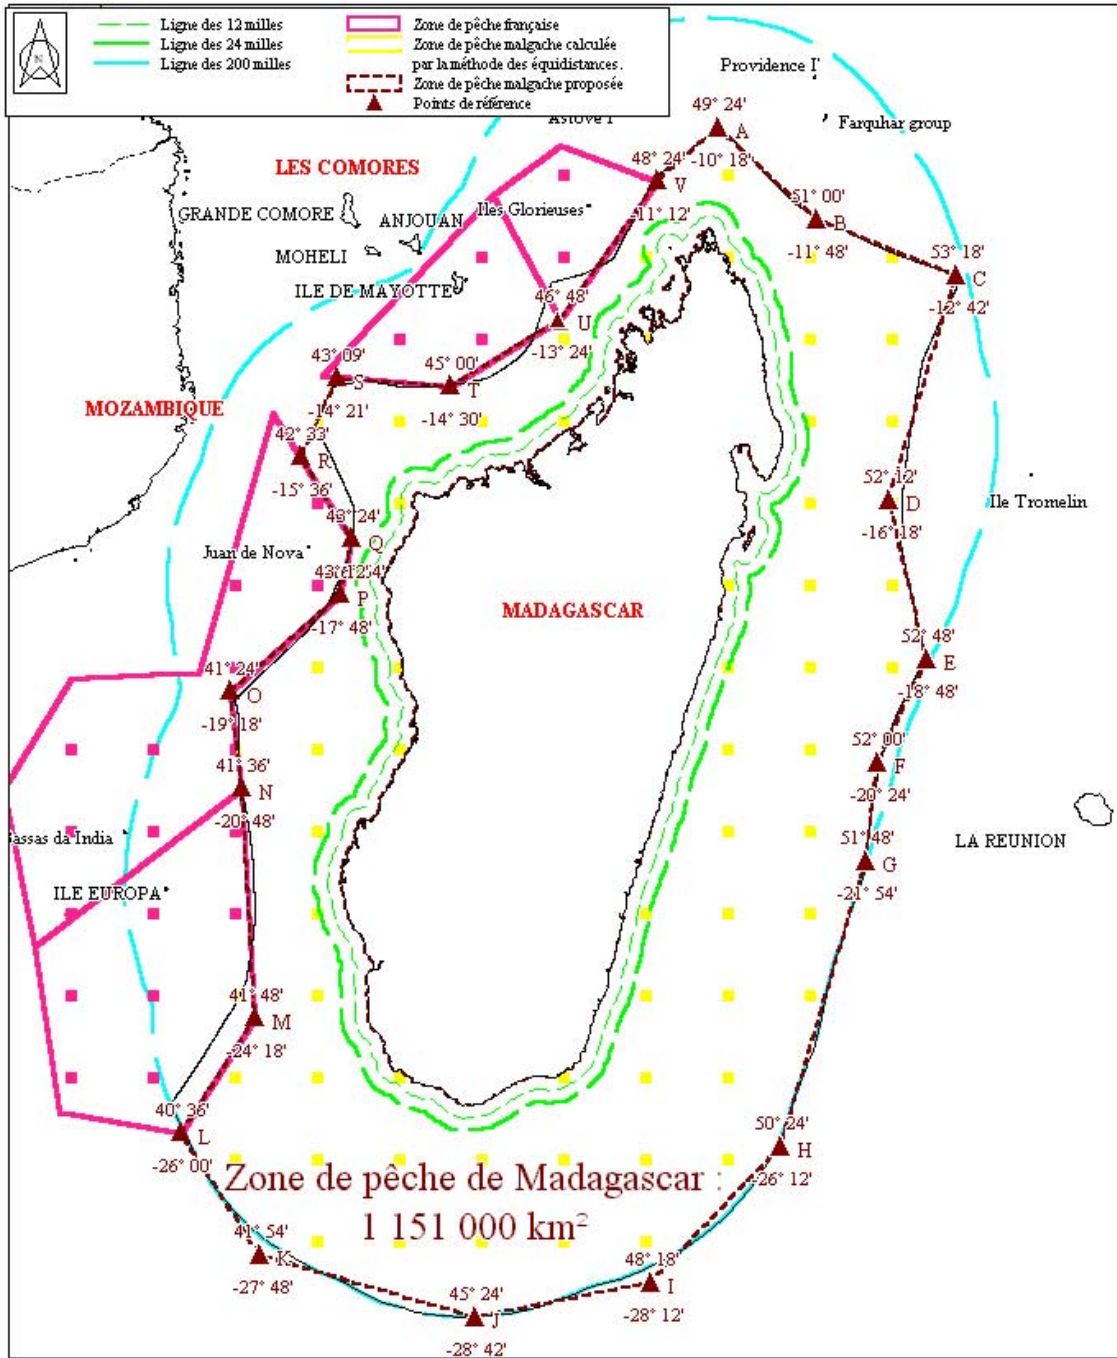 Ligne des 12 milles
Ligne des 24 milles
Ligne des 200 milles
Zone de pêche française
Zone de pêche malgache calculée
par la méthode des équidistances.
Zone de pêche malgache proposée
Points de référence
N
Providence I
Astove I
Farquhar group
49° 24'
A
-10° 18'
LES COMORES
48° 24'
V
-11° 12'
GRANDE COMORE
ANJOUAN
Iles Glorieuses
51° 00'
B
-11° 48'
MOHELI
ILE DE MAYOTTE
53° 18'
C
-12° 42'
46° 48'
U
-13° 24'
43° 09'
S
-14° 21'
45° 00'
T
-14° 30'
MOZAMBIQUE
42° 33'
R
-15° 36'
52° 12'
D
-16° 18'
Ile Tromelin
24'
Q
Juan de Nova
P
-17° 48'
MADAGASCAR
52° 48'
E
-18° 48'
41° 24'
O
-19° 18'
52° 00'
F
-20° 24'
41° 36'
N
-20° 48'
da India
51° 48'
G
-21° 54'
LA REUNION
ILE EUROPA
41° 48'
M
-24° 18'
40° 36'
L
-26° 00'
50° 24'
H
-26° 12'
Zone de pêche de Madagascar :
1 151 000 km²
41° 54'
K
-27° 48'
48° 18'
I
-28° 12'
45° 24'
J
-28° 42'